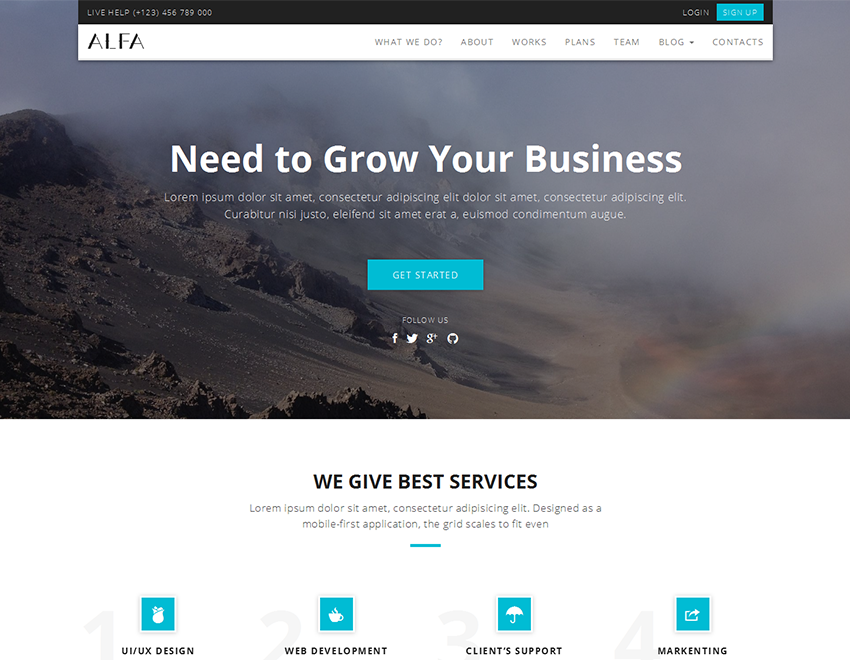 LIVE HELP (+123) 456 789 000
LOGIN SIGN UP
ALFA
WHAT WE DO? ABOUT WORKS PLANS TEAM BLOG CONTACTS
Need to Grow Your Business
Lorem ipsum dolor sit amet, consectetur adipiscing elit dolor sit amet, consectetur adipiscing elit.
Curabitur nisi justo, eleifend sit amet erat a, euismod condimentum augue.
GET STARTED
FOLLOW US
WE GIVE BEST SERVICES
Lorem ipsum dolor sit amet, consectetur adipisicing elit. Designed as a
mobile-first application, the grid scales to fit even
1 2 3 4
UI/UX DESIGN WEB DEVELOPMENT CLIENT'S SUPPORT MARKENTING